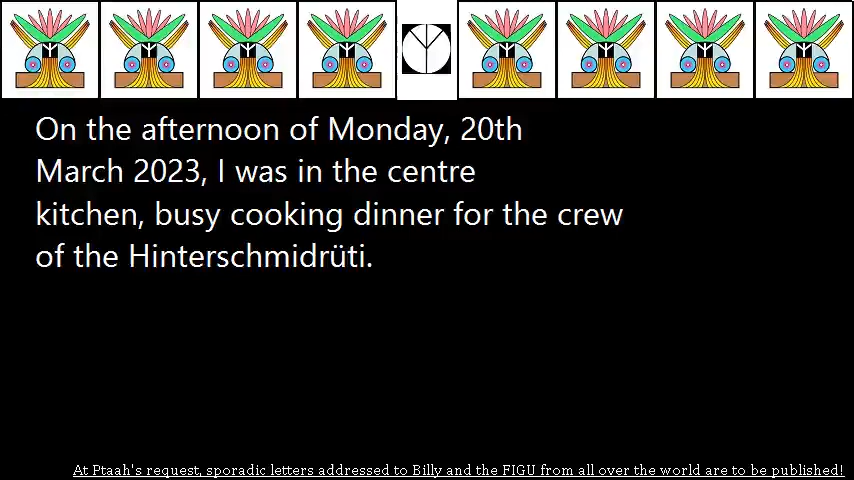 On the afternoon of Monday, 20th
March 2023, I was in the centre
kitchen, busy cooking dinner for the crew
of the Hinterschmidrüti.
At Ptaah's request, sporadic letters addressed to Billy and the FIGU from all over the world are to be published!